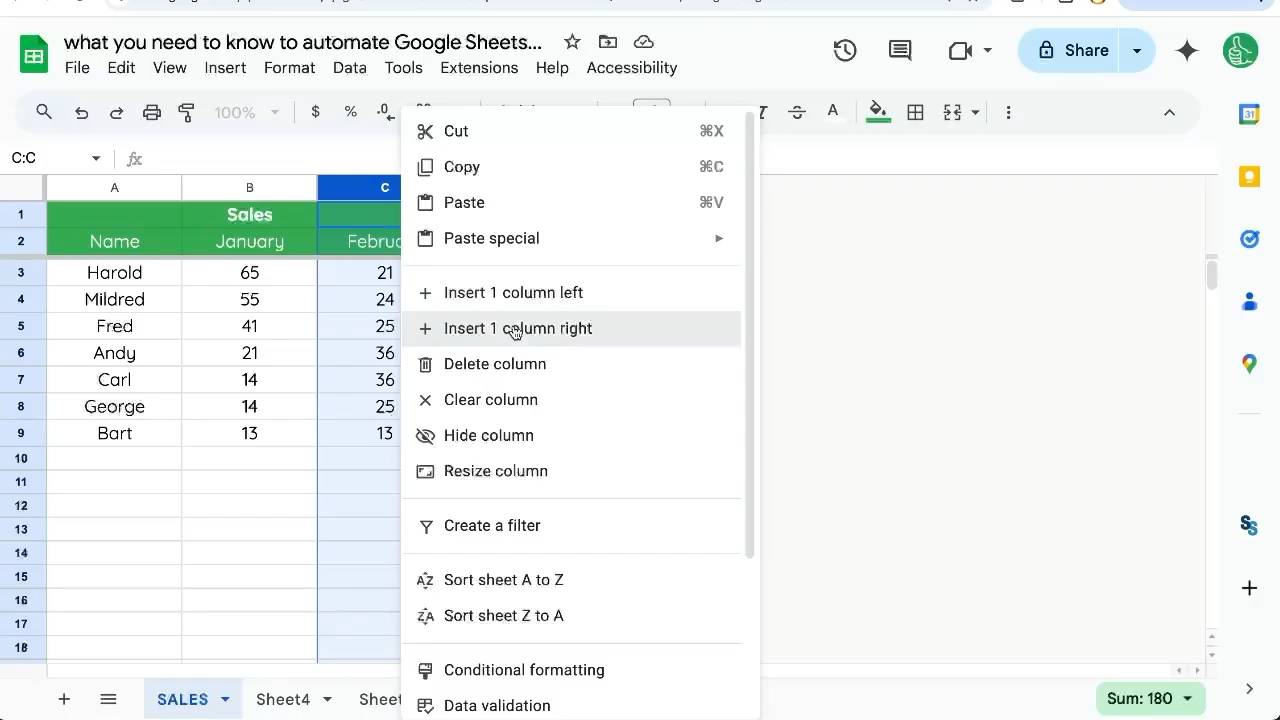 what you need to know to automate Google Sheets...
File Edit View Insert Format Data Tools Extensions Help Accessibility
Share
100% $ %
C:C
A B C
1 Sales
2 Name January Februa
3 Harold 65 21
4 Mildred 55 24
5 Fred 41 25
6 Andy 21 36
7 Carl 14 36
8 George 14 25
9 Bart 13 13
10
11
12
13
14
15
16
17
18
Cut ⌘X
Copy ⌘C
Paste ⌘V
Paste special
Insert 1 column left
Insert 1 column right
Delete column
Clear column
Hide column
Resize column
Create a filter
Sort sheet A to Z
Sort sheet Z to A
Conditional formatting
Data validation
SALES Sheet4 Sheet
Sum: 180